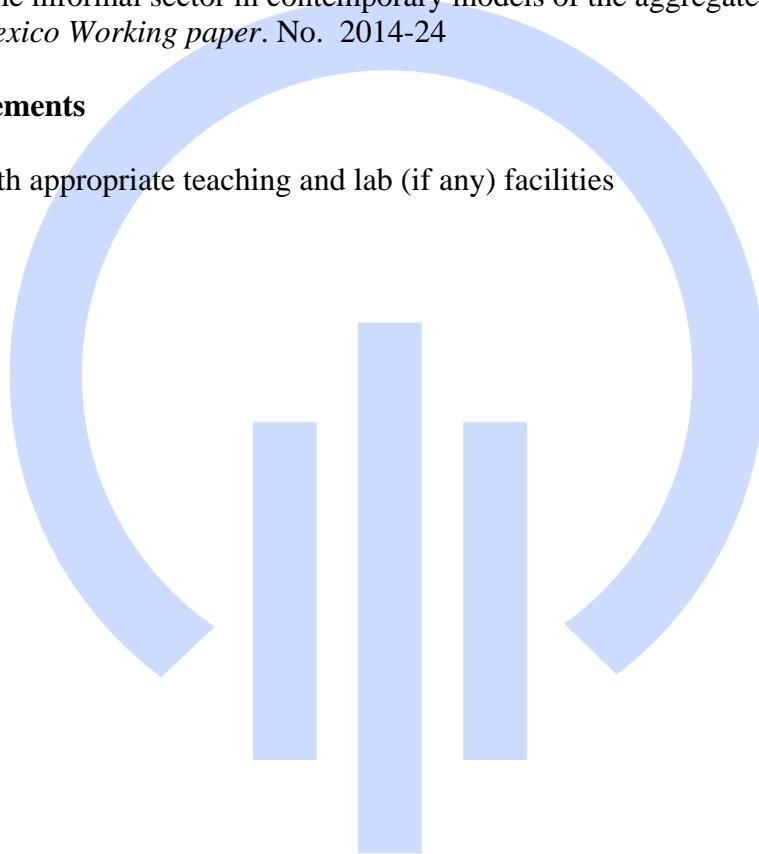 he informal sector in contemporary models of the aggregate
exico Working paper. No. 2014-24
ements
th appropriate teaching and lab (if any) facilities